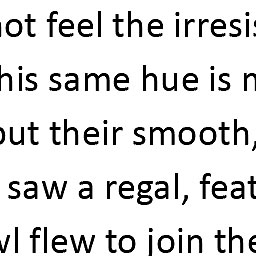 not feel the irresis
his same hue is n
out their smooth,
saw a regal, feat
wl flew to join the